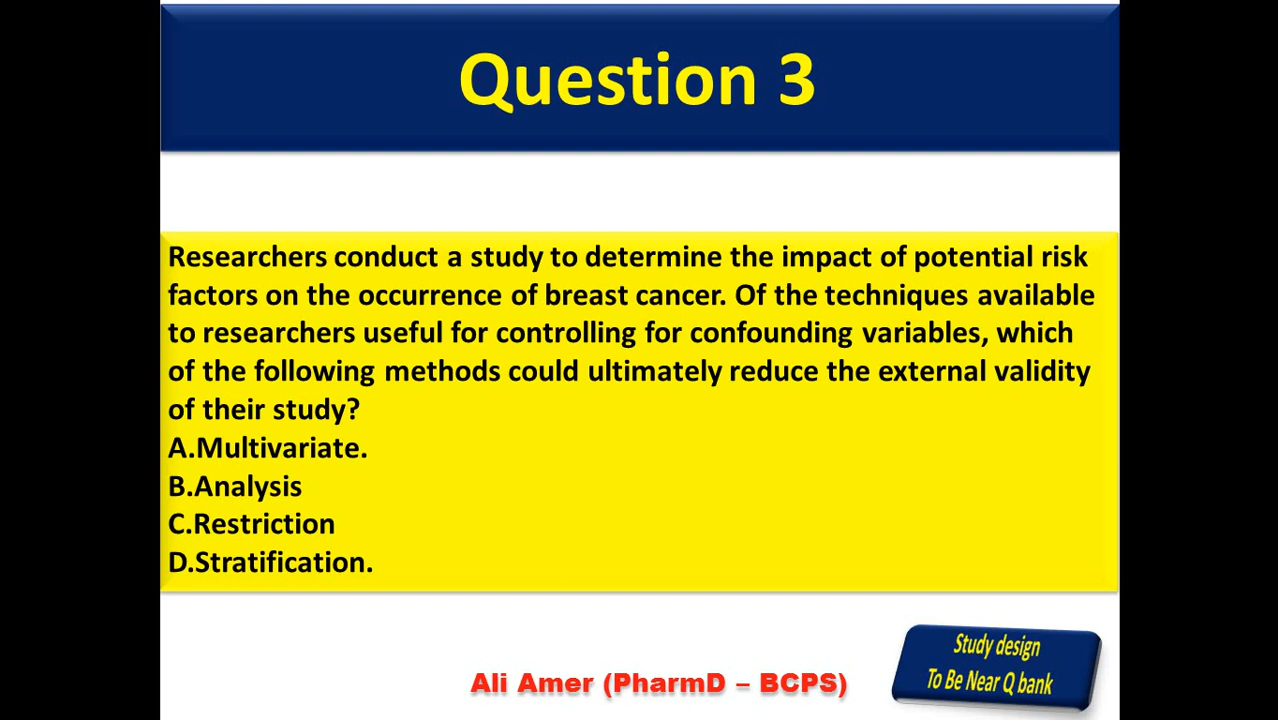 Question 3
Researchers conduct a study to determine the impact of potential risk
factors on the occurrence of breast cancer. Of the techniques available
to researchers useful for controlling for confounding variables, which
of the following methods could ultimately reduce the external validity
of their study?
A.Multivariate.
B.Analysis
C.Restriction
D.Stratification.
Study design
To Be Near Q bank
Ali Amer (PharmD – BCPS)